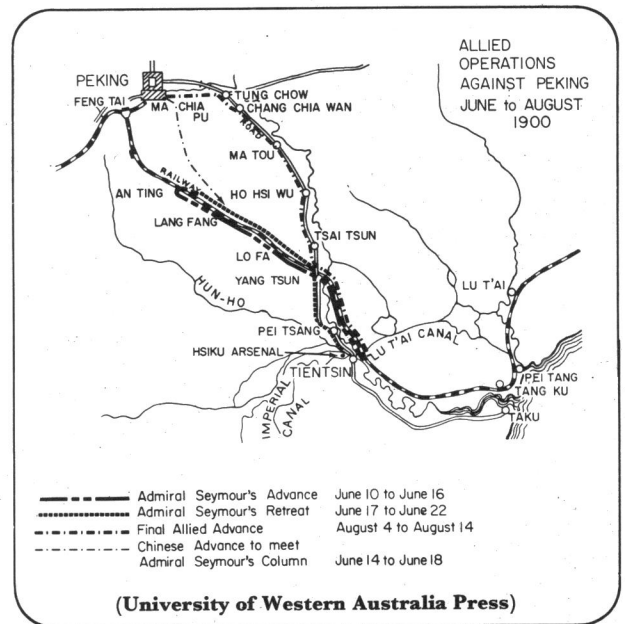 ALLIED
OPERATIONS
AGAINST PEKING
JUNE to AUGUST
1900
PEKING
FENG TAI
MA CHIA
PU
TUNG CHOW
CHANG CHIA WAN
ROAD
MA TOU
RAILWAY
AN TING
HO HSI WU
LANG FANG
TSAI TSUN
LO FA
YANG TSUN
HUN-HO
LU T'AI
PEI TSANG
LU T'AI CANAL
HSIKU ARSENAL
TIENTSIN
PEI TANG
TANG KU
TAKU
IMPERIAL
CANAL
Admiral Seymour's Advance June 10 to June 16
Admiral Seymour's Retreat June 17 to June 22
Final Allied Advance August 4 to August 14
Chinese Advance to meet
Admiral Seymour's Column June 14 to June 18
(University of Western Australia Press)